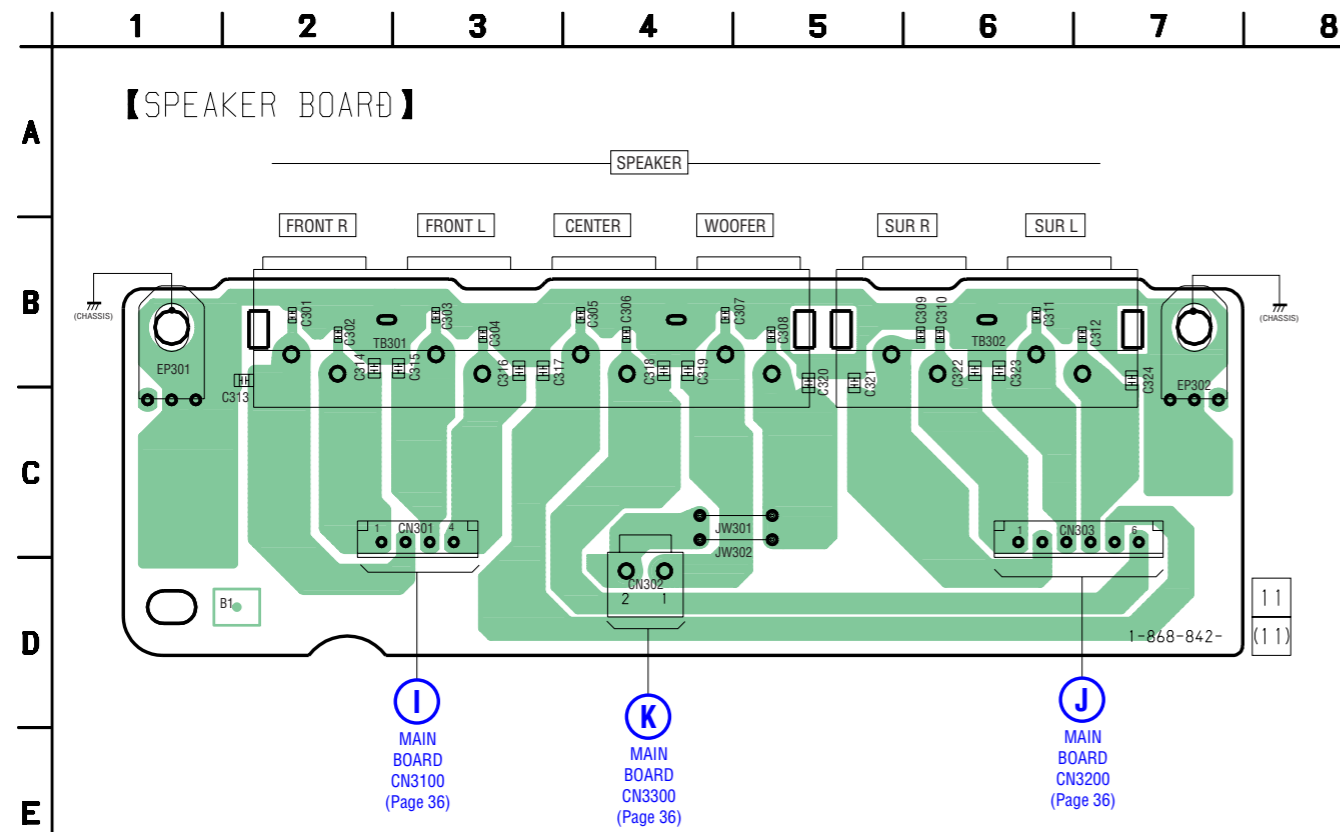 1 2 3 4 5 6 7 8
A
【SPEAKER BOARD】
SPEAKER
FRONT R FRONT L CENTER WOOFER SUR R SUR L
B
(CHASSIS) (CHASSIS)
C301 C303 C305 C306 C307 C309 C310 C311
C302 C304 C308 C312
TB301 TB302
EP301 C314 C315 C316 C317 C318 C319 C320 C321 C322 C323 C324 EP302
C313
C
1 CN301 4
JW301
JW302
1 CN303 6
CN302
2 1
B1
D
1-868-842-
11
(11)
I
MAIN
BOARD
CN3100
(Page 36)
K
MAIN
BOARD
CN3300
(Page 36)
J
MAIN
BOARD
CN3200
(Page 36)
E